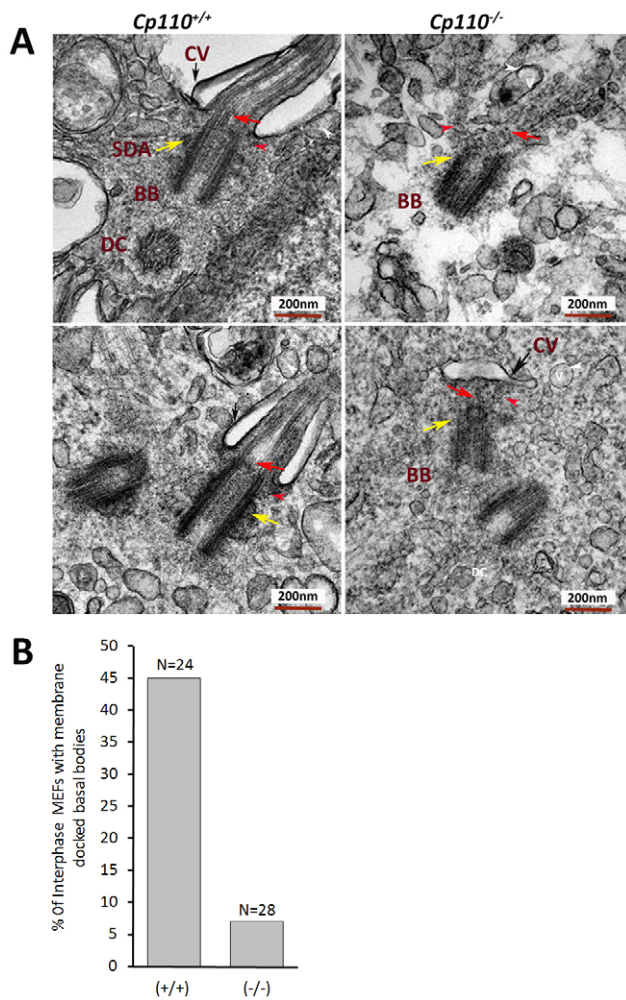 Cp110+/+
Cp110-/-
A
CV
SDA
BB
DC
200nm
BB
200nm
200nm
CV
BB
DC
200nm
B
% 0f Interphase MEFs with membrane
docked basal bodies
50
45
40
35
30
25
20
15
10
5
0
N=24
N=28
(+/+)
(-/-)